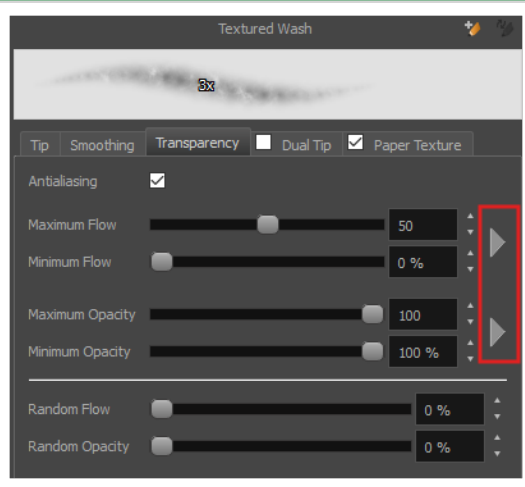 Textured Wash
3x
Tip Smoothing Transparency Dual Tip Paper Texture
Antialiasing
Maximum Flow 50
Minimum Flow 0 %
Maximum Opacity 100
Minimum Opacity 100 %
Random Flow 0 %
Random Opacity 0 %